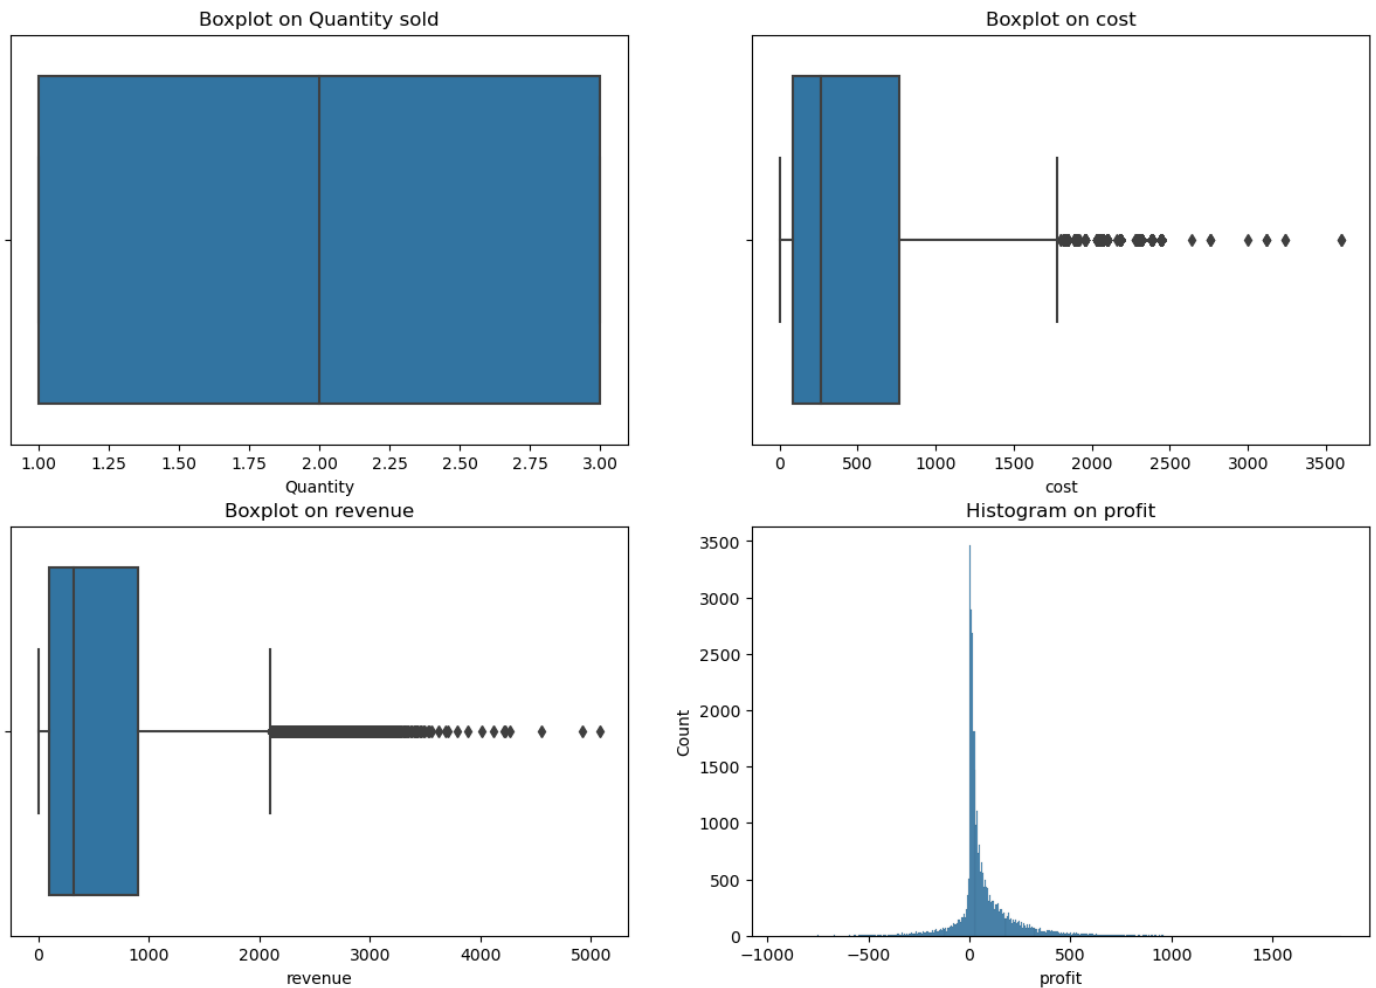 Boxplot on Quantity sold
1.00 1.25 1.50 1.75 2.00 2.25 2.50 2.75 3.00
Quantity
Boxplot on cost
0 500 1000 1500 2000 2500 3000 3500
cost
Boxplot on revenue
0 1000 2000 3000 4000 5000
revenue
Histogram on profit
3500
3000
2500
2000
1500
1000
500
0
Count
−1000 −500 0 500 1000 1500
profit